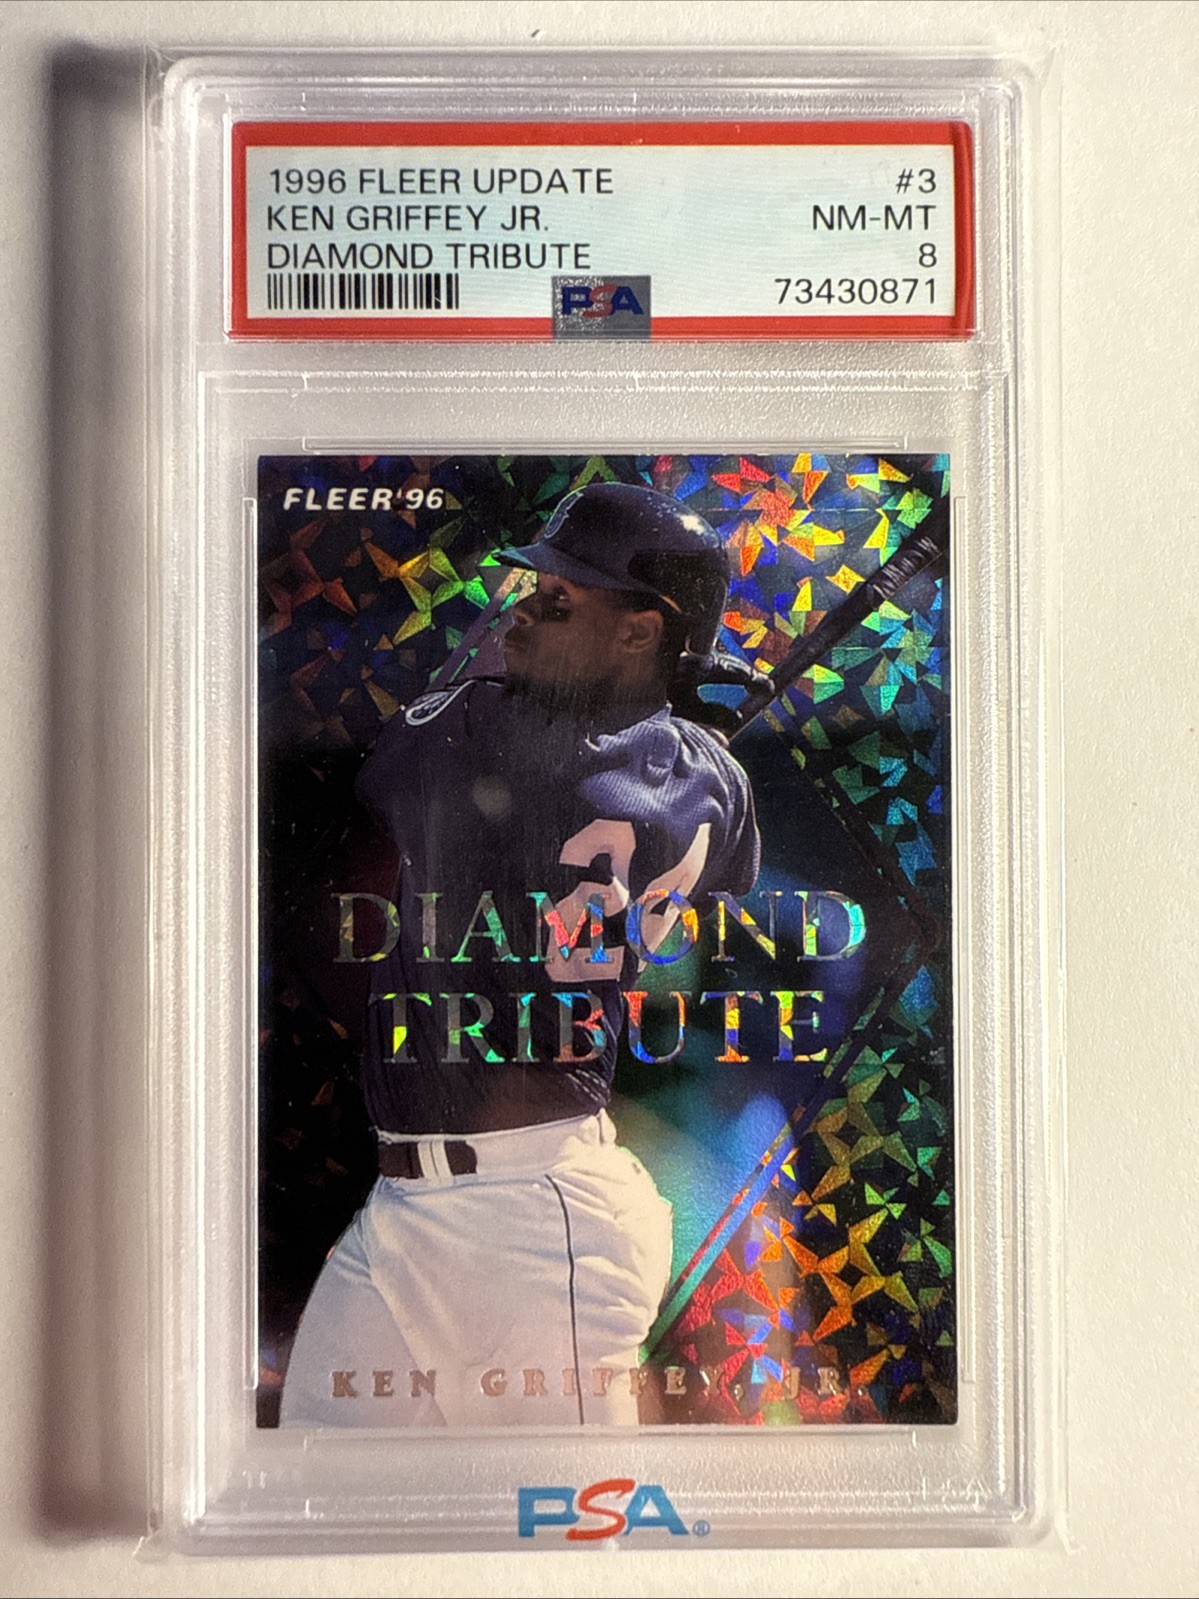 1996 FLEER UPDATE #3
KEN GRIFFEY JR. NM-MT
DIAMOND TRIBUTE 8
PSA 73430871
FLEER'96
24
DIAMOND
TRIBUTE
KEN GRIFFEY, JR.
PSA®